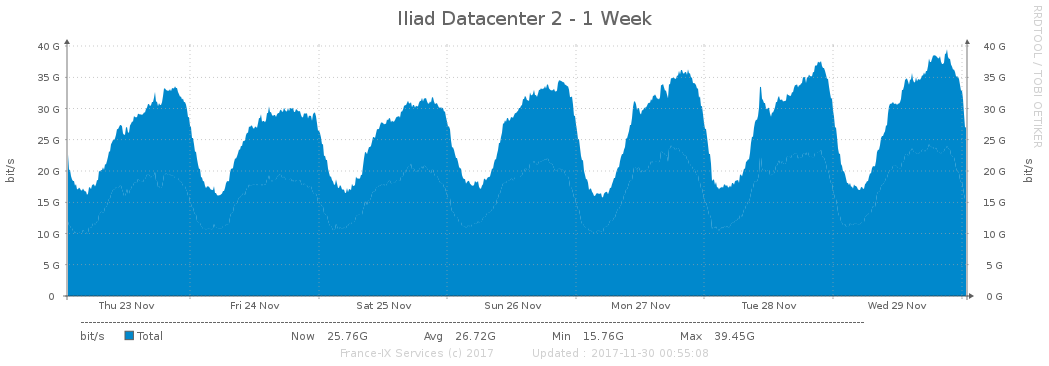 Iliad Datacenter 2 - 1 Week
RRDTOOL / TOBI OETIKER
40 G 40 G
35 G 35 G
30 G 30 G
25 G 25 G
20 G 20 G
15 G 15 G
10 G 10 G
5 G 5 G
0 0 G
bit/s bit/s
Thu 23 Nov Fri 24 Nov Sat 25 Nov Sun 26 Nov Mon 27 Nov Tue 28 Nov Wed 29 Nov
bit/s Total Now 25.76G Avg 26.72G Min 15.76G Max 39.45G
France-IX Services (c) 2017 Updated : 2017-11-30 00:55:08